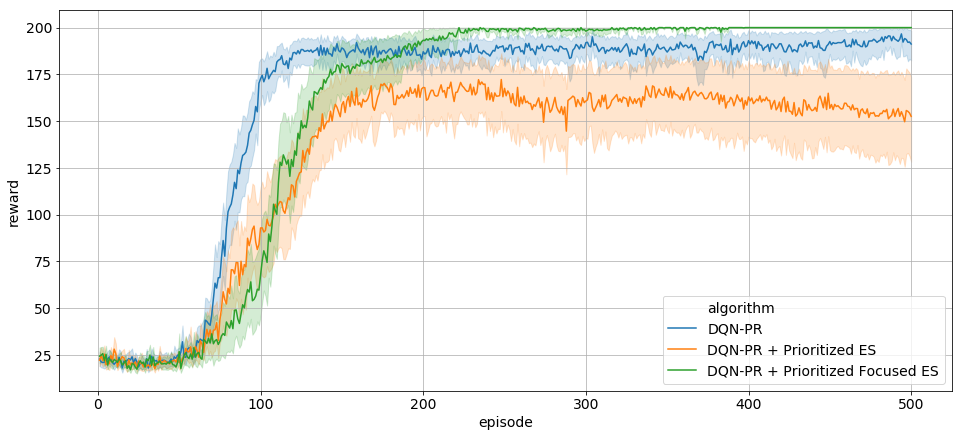 200
175
150
125
100
75
50
25
reward
0
100
200
300
400
500
episode
algorithm
DQN-PR
DQN-PR + Prioritized ES
DQN-PR + Prioritized Focused ES